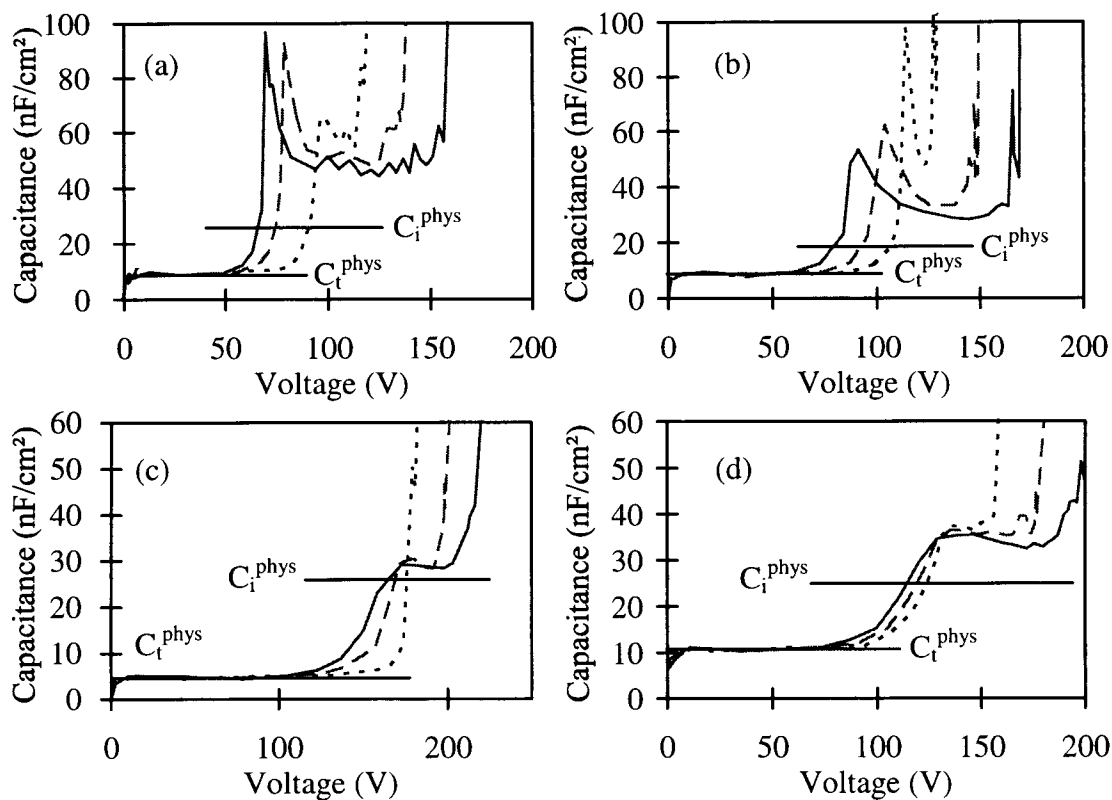 Capacitance (nF/cm²)
100
80
60
40
20
0
(a)
C_i^phys
C_t^phys
0 50 100 150 200
Voltage (V)
Capacitance (nF/cm²)
100
80
60
40
20
0
(b)
C_i^phys
C_t^phys
0 50 100 150 200
Voltage (V)
Capacitance (nF/cm²)
60
50
40
30
20
10
0
(c)
C_i^phys
C_t^phys
0 100 200
Voltage (V)
Capacitance (nF/cm²)
60
50
40
30
20
10
0
(d)
C_i^phys
C_t^phys
0 50 100 150 200
Voltage (V)